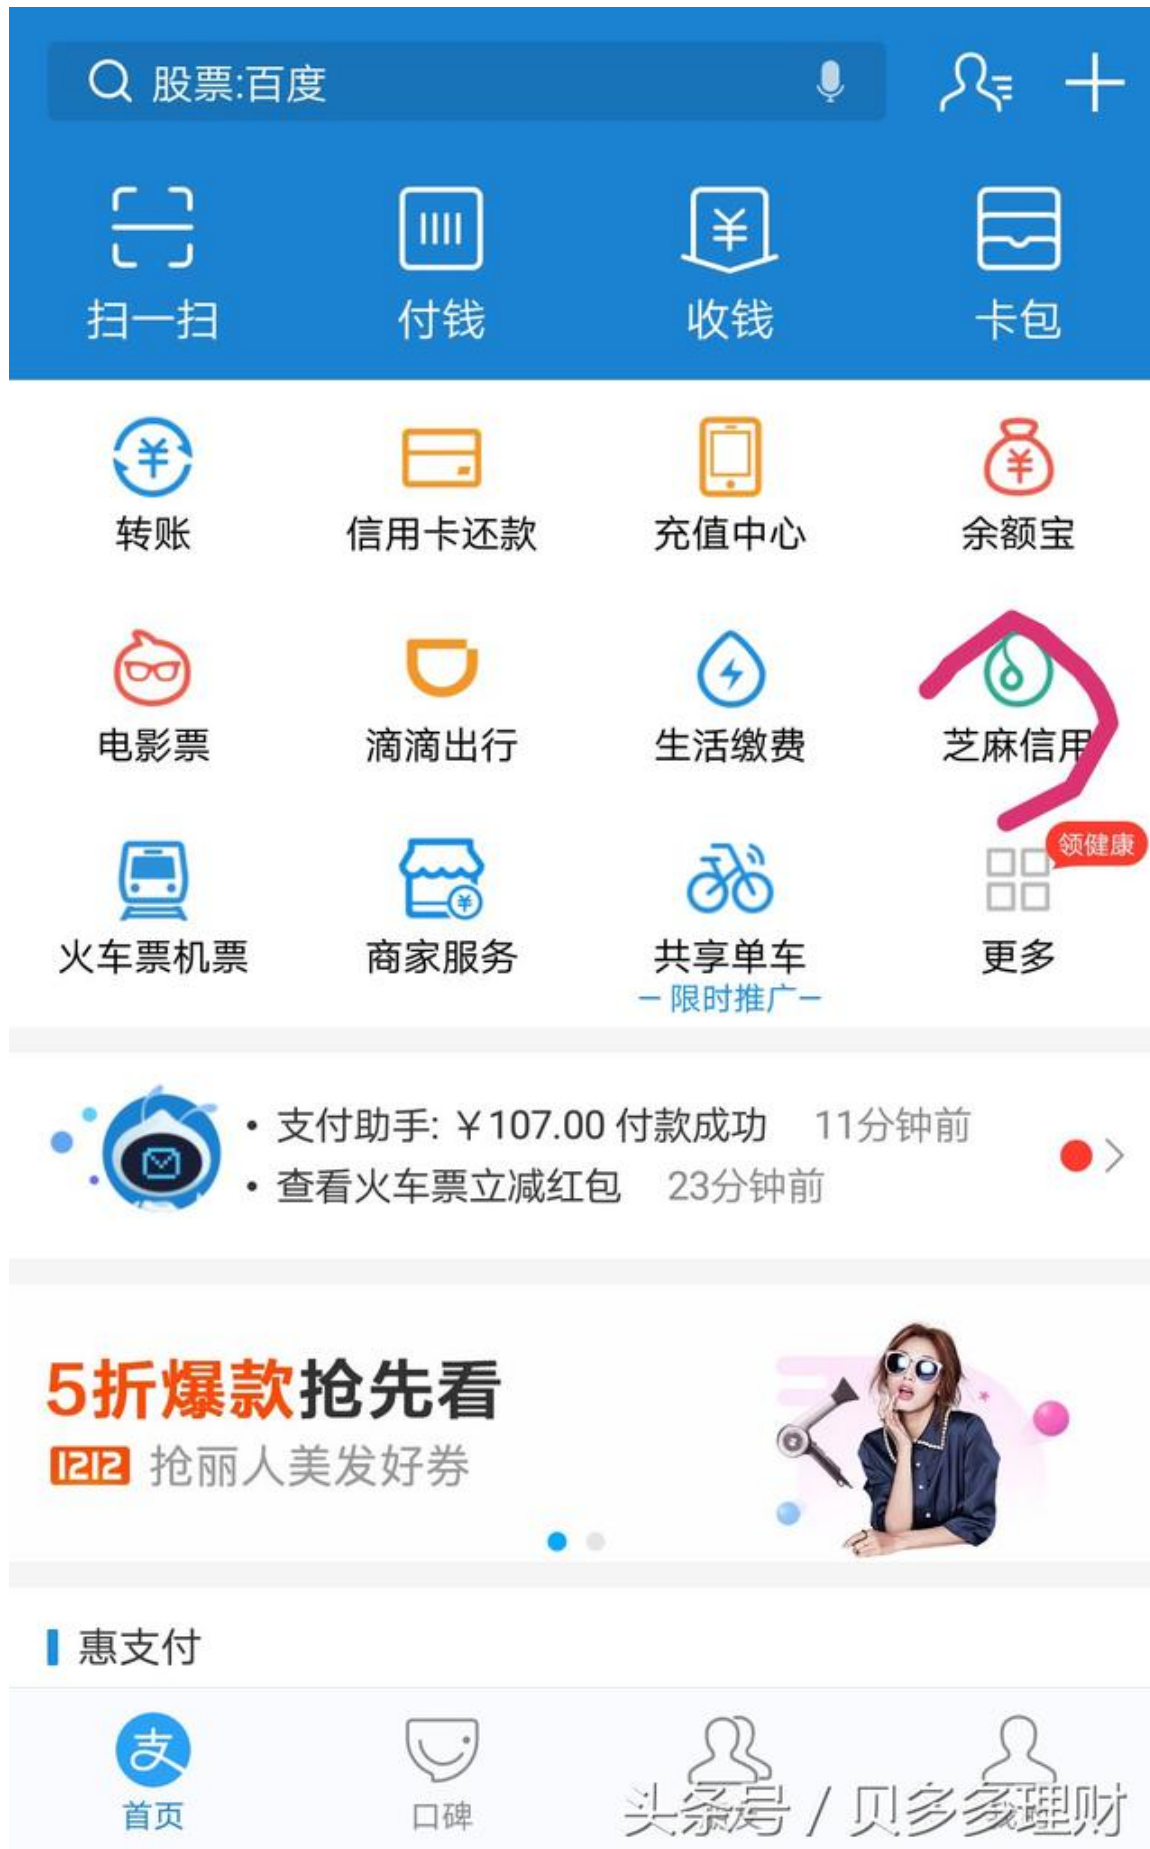 股票:百度
扫一扫 付钱 收钱 卡包
转账 信用卡还款 充值中心 余额宝
电影票 滴滴出行 生活缴费 芝麻信用
领健康
火车票机票 商家服务 共享单车 更多
限时推广
• 支付助手: ￥107.00 付款成功 11分钟前
• 查看火车票立减红包 23分钟前
5折爆款抢先看
1212 抢丽人美发好券
惠支付
支
首页 口碑
头条号 / 贝多多理财